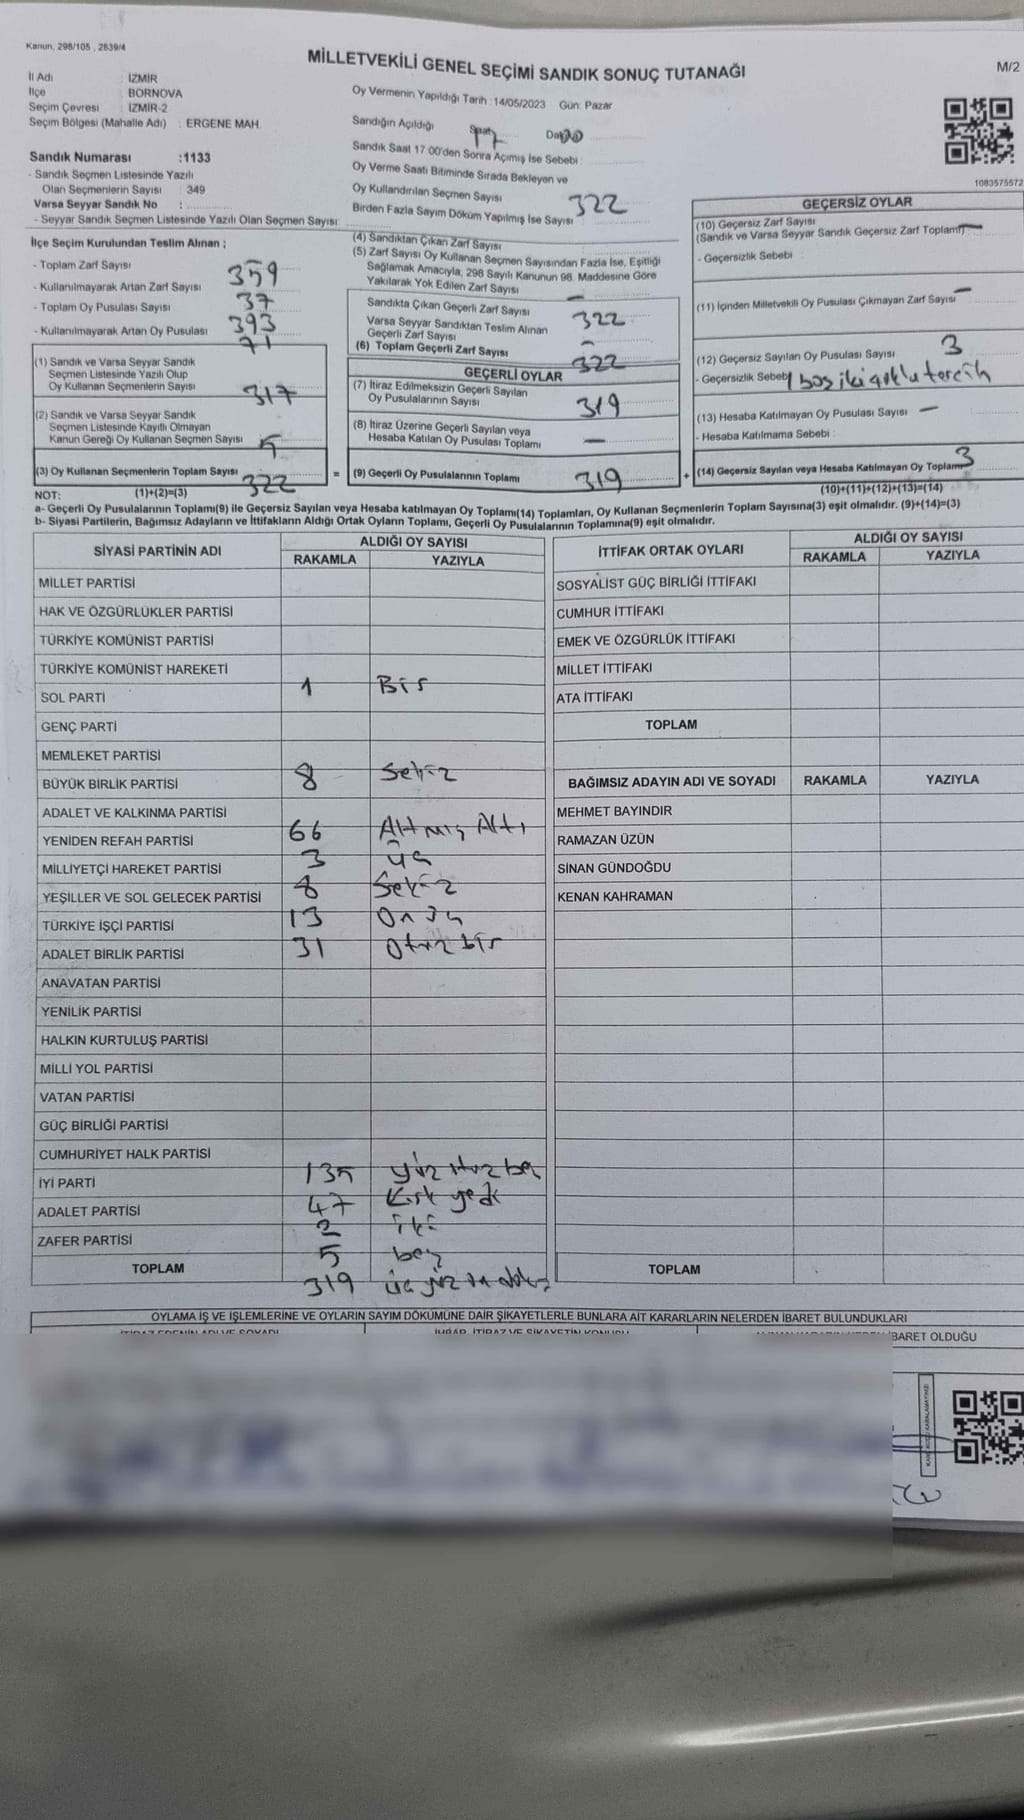 Kanun, 298/105 , 2839/4
MİLLETVEKİLİ GENEL SEÇİMİ SANDIK SONUÇ TUTANAĞI
M/2
İl Adı : İZMİR
İlçe : BORNOVA
Seçim Çevresi : İZMİR-2
Seçim Bölgesi (Mahalle Adı) : ERGENE MAH.
Sandık Numarası :1133
- Sandık Seçmen Listesinde Yazılı
Olan Seçmenlerin Sayısı : 349
Varsa Seyyar Sandık No :
- Seyyar Sandık Seçmen Listesinde Yazılı Olan Seçmen Sayısı:
İlçe Seçim Kurulundan Teslim Alınan ;
- Toplam Zarf Sayısı 359
- Kullanılmayarak Artan Zarf Sayısı 37
- Toplam Oy Pusulası Sayısı 393
- Kullanılmayarak Artan Oy Pusulası 71
(1) Sandık ve Varsa Seyyar Sandık
Seçmen Listesinde Yazılı Olup
Oy Kullanan Seçmenlerin Sayısı 317
(2) Sandık ve Varsa Seyyar Sandık
Seçmen Listesinde Kayıtlı Olmayan
Kanun Gereği Oy Kullanan Seçmen Sayısı 5
(3) Oy Kullanan Seçmenlerin Toplam Sayısı 322
Oy Vermenin Yapıldığı Tarih :14/05/2023 Gün: Pazar
Sandığın Açıldığı Saat 17 Dak 00
Sandık Saat 17:00'den Sonra Açımış İse Sebebi :
Oy Verme Saati Bitiminde Sırada Bekleyen ve
Oy Kullandırılan Seçmen Sayısı
Birden Fazla Sayım Döküm Yapılmış İse Sayısı 322
(4) Sandıktan Çıkan Zarf Sayısı
(5) Zarf Sayısı Oy Kullanan Seçmen Sayısından Fazla İse, Eşitliği
Sağlamak Amacıyla, 298 Sayılı Kanunun 98. Maddesine Göre
Yakılarak Yok Edilen Zarf Sayısı —
Sandıkta Çıkan Geçerli Zarf Sayısı 322
Varsa Seyyar Sandıktan Teslim Alınan
Geçerli Zarf Sayısı -
(6) Toplam Geçerli Zarf Sayısı 322
GEÇERLİ OYLAR
(7) İtiraz Edilmeksizin Geçerli Sayılan
Oy Pusulalarının Sayısı 319
(8) İtiraz Üzerine Geçerli Sayılan veya
Hesaba Katılan Oy Pusulası Toplamı —
= (9) Geçerli Oy Pusulalarının Toplamı 319
1083575572
GEÇERSİZ OYLAR
(10) Geçersiz Zarf Sayısı
(Sandık ve Varsa Seyyar Sandık Geçersiz Zarf Toplamı) —
- Geçersizlik Sebebi :
(11) İçinden Milletvekili Oy Pusulası Çıkmayan Zarf Sayısı —
(12) Geçersiz Sayılan Oy Pusulası Sayısı 3
- Geçersizlik Sebebi 1 boş iki çoklu tercih
(13) Hesaba Katılmayan Oy Pusulası Sayısı —
- Hesaba Katılmama Sebebi :
+ (14) Geçersiz Sayılan veya Hesaba Katılmayan Oy Toplamı 3
NOT: (1)+(2)=(3)
(10)+(11)+(12)+(13)=(14)
a- Geçerli Oy Pusulalarının Toplamı(9) ile Geçersiz Sayılan veya Hesaba katılmayan Oy Toplamı(14) Toplamları, Oy Kullanan Seçmenlerin Toplam Sayısına(3) eşit olmalıdır. (9)+(14)=(3)
b- Siyasi Partilerin, Bağımsız Adayların ve İttifakların Aldığı Ortak Oyların Toplamı, Geçerli Oy Pusulalarının Toplamına(9) eşit olmalıdır.
SİYASİ PARTİNİN ADI ALDIĞI OY SAYISI
RAKAMLA YAZIYLA
MİLLET PARTİSİ
HAK VE ÖZGÜRLÜKLER PARTİSİ
TÜRKİYE KOMÜNİST PARTİSİ
TÜRKİYE KOMÜNİST HAREKETİ
SOL PARTİ 1 Bir
GENÇ PARTİ
MEMLEKET PARTİSİ
BÜYÜK BİRLİK PARTİSİ 8 Sekiz
ADALET VE KALKINMA PARTİSİ
YENİDEN REFAH PARTİSİ 66 Altmış Altı
MİLLİYETÇİ HAREKET PARTİSİ 3 üç
YEŞİLLER VE SOL GELECEK PARTİSİ 8 Sekiz
TÜRKİYE İŞÇİ PARTİSİ 13 Onüç
ADALET BİRLİK PARTİSİ 31 Otuz bir
ANAVATAN PARTİSİ
YENİLİK PARTİSİ
HALKIN KURTULUŞ PARTİSİ
MİLLİ YOL PARTİSİ
VATAN PARTİSİ
GÜÇ BİRLİĞİ PARTİSİ
CUMHURİYET HALK PARTİSİ
İYİ PARTİ 135 yüz otuz beş
ADALET PARTİSİ 47 Kırk yedi
ZAFER PARTİSİ 2 iki
5 beş
TOPLAM
319 üç yüz on dokuz
İTTİFAK ORTAK OYLARI ALDIĞI OY SAYISI
RAKAMLA YAZIYLA
SOSYALİST GÜÇ BİRLİĞİ İTTİFAKI
CUMHUR İTTİFAKI
EMEK VE ÖZGÜRLÜK İTTİFAKI
MİLLET İTTİFAKI
ATA İTTİFAKI
TOPLAM
BAĞIMSIZ ADAYIN ADI VE SOYADI RAKAMLA YAZIYLA
MEHMET BAYINDIR
RAMAZAN ÜZÜN
SİNAN GÜNDOĞDU
KENAN KAHRAMAN
TOPLAM
OYLAMA İŞ VE İŞLEMLERİNE VE OYLARIN SAYIM DÖKÜMÜNE DAİR ŞİKAYETLERLE BUNLARA AİT KARARLARIN NELERDEN İBARET BULUNDUKLARI
İTİRAZ EDENİN ADI VE SOYADI İHBAR, İTİRAZ VE ŞİKAYETİN KONUSU İBARET OLDUĞU